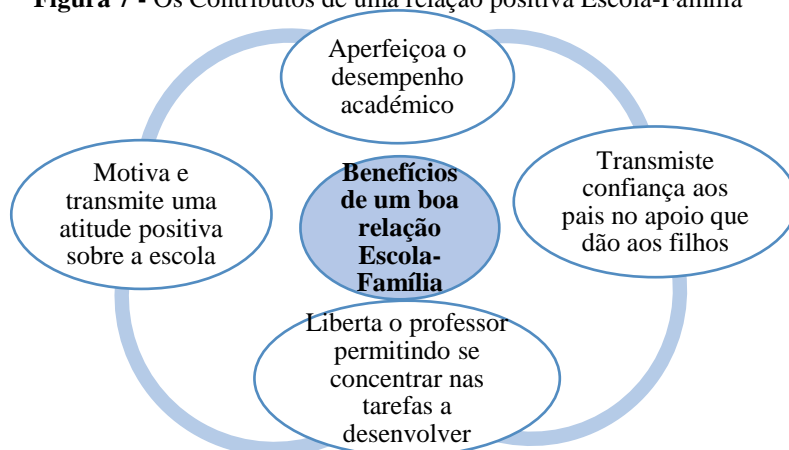 Figura 7 - Os Contributos de uma relação positiva Escola-Família
Aperfeiçoa o
desempenho
académico
Motiva e
transmite uma
atitude positiva
sobre a escola
Benefícios
de um boa
relação
Escola-
Família
Transmiste
confiança aos
pais no apoio que
dão aos filhos
Liberta o professor
permitindo se
concentrar nas
tarefas a
desenvolver